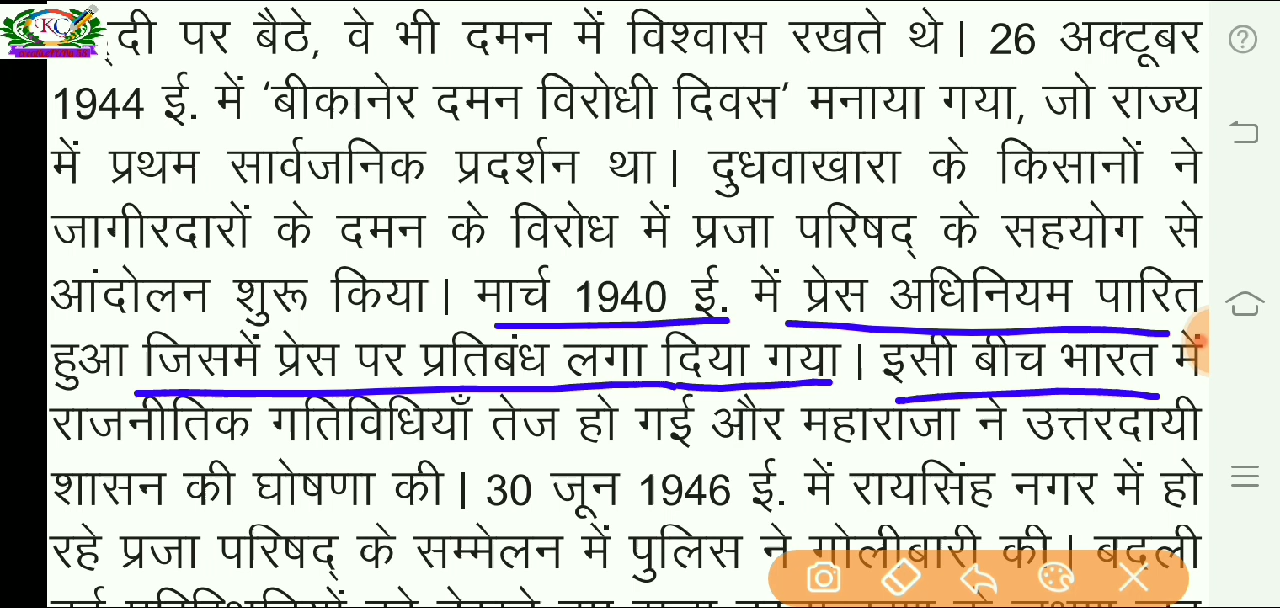 KC
दी पर बैठे, वे भी दमन में विश्वास रखते थे| 26 अक्टूबर
1944 ई. में 'बीकानेर दमन विरोधी दिवस' मनाया गया, जो राज्य
में प्रथम सार्वजनिक प्रदर्शन था| दुधवाखारा के किसानों ने
जागीरदारों के दमन के विरोध में प्रजा परिषद् के सहयोग से
आंदोलन शुरू किया| मार्च 1940 ई. में प्रेस अधिनियम पारित
हुआ जिसमें प्रेस पर प्रतिबंध लगा दिया गया| इसी बीच भारत में
राजनीतिक गतिविधियाँ तेज हो गई और महाराजा ने उत्तरदायी
शासन की घोषणा की| 30 जून 1946 ई. में रायसिंह नगर में हो
रहे प्रजा परिषद् के सम्मेलन में पुलिस ने गोलीबारी की| बदली